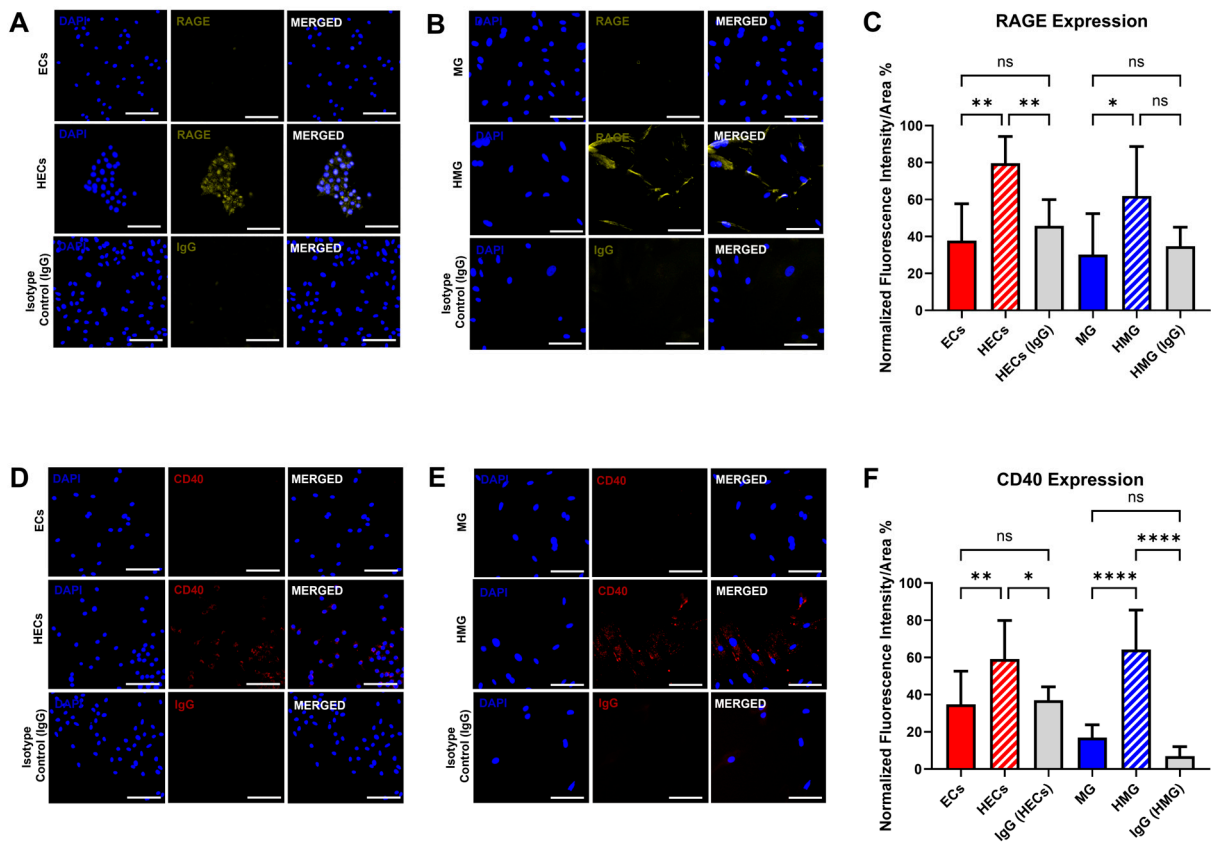 A
DAPI RAGE MERGED
ECs
DAPI RAGE MERGED
HECs
DAPI IgG MERGED
Isotype
Control (IgG)
B
DAPI RAGE MERGED
MG
DAPI RAGE MERGED
HMG
DAPI IgG MERGED
Isotype
Control (IgG)
C
RAGE Expression
ns ns
** ** * ns
Normalized Fluorescence Intensity/Area %
100
80
60
40
20
0
ECs
HECs
HECs (IgG)
MG
HMG
HMG (IgG)
D
DAPI CD40 MERGED
ECs
DAPI CD40 MERGED
HECs
DAPI IgG MERGED
Isotype
Control (IgG)
E
DAPI CD40 MERGED
MG
DAPI CD40 MERGED
HMG
DAPI IgG MERGED
Isotype
Control (IgG)
F
CD40 Expression
ns
ns ****
** * ****
Normalized Fluorescence Intensity/Area %
100
80
60
40
20
0
ECs
HECs
IgG (HECs)
MG
HMG
IgG (HMG)